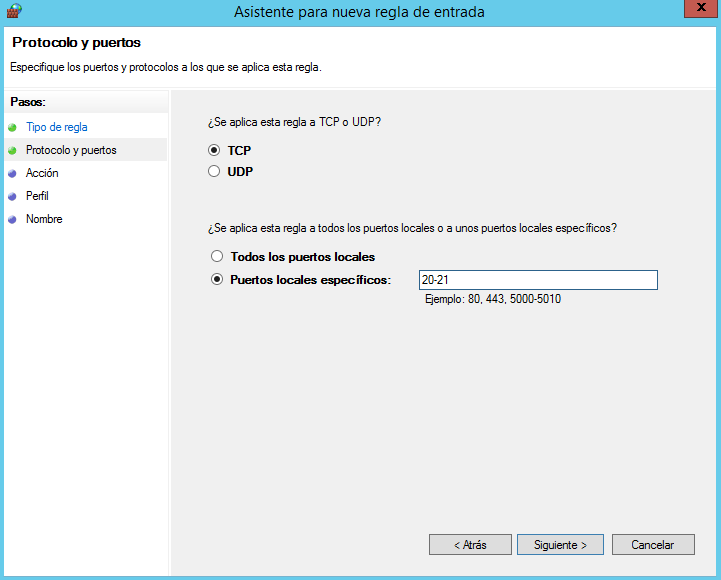 Asistente para nueva regla de entrada
x
Protocolo y puertos
Especifique los puertos y protocolos a los que se aplica esta regla.
Pasos:
Tipo de regla
Protocolo y puertos
Acción
Perfil
Nombre
¿Se aplica esta regla a TCP o UDP?
TCP
UDP
¿Se aplica esta regla a todos los puertos locales o a unos puertos locales específicos?
Todos los puertos locales
Puertos locales específicos: 20-21
Ejemplo: 80, 443, 5000-5010
< Atrás Siguiente > Cancelar